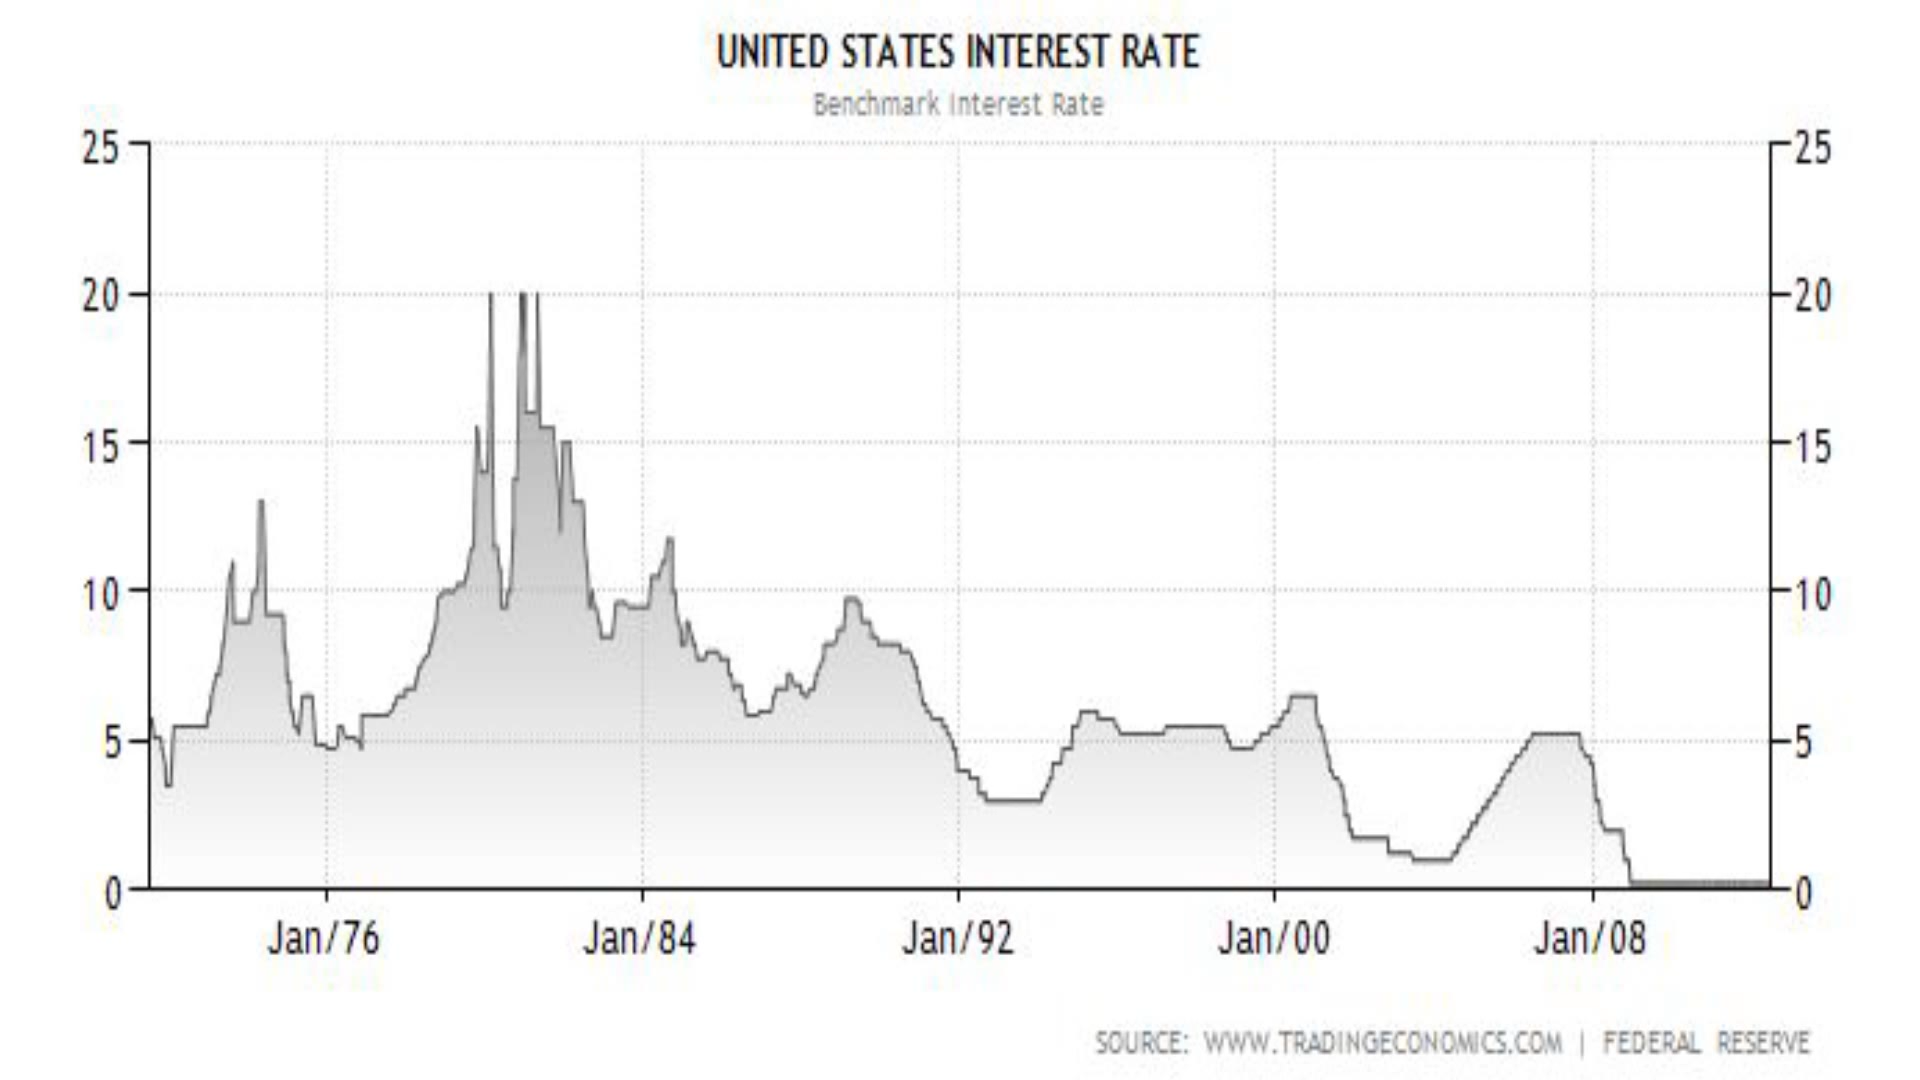 UNITED STATES INTEREST RATE
Benchmark Interest Rate
25 25
20 20
15 15
10 10
5 5
0 0
Jan/76 Jan/84 Jan/92 Jan/00 Jan/08
SOURCE: WWW.TRADINGECONOMICS.COM | FEDERAL RESERVE